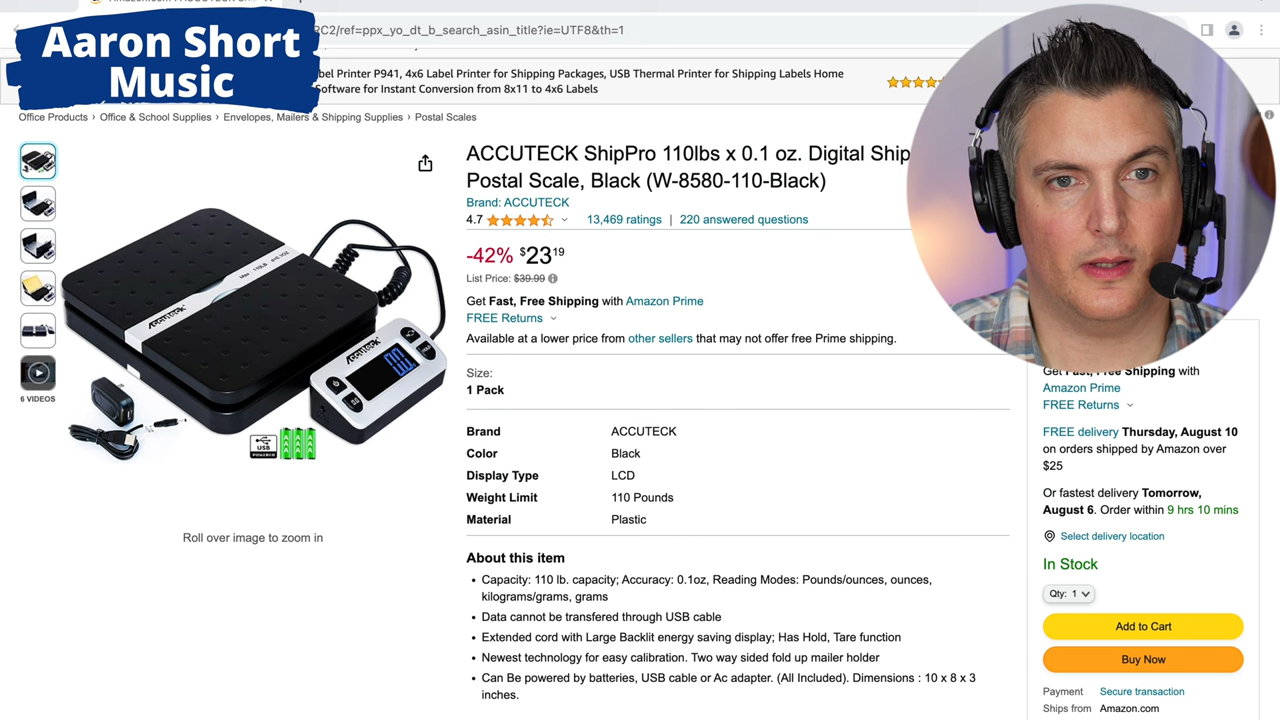 Amazon.com
Aaron Short
Music
BC2/ref=ppx_yo_dt_b_search_asin_title?ie=UTF8&th=1
bel Printer P941, 4x6 Label Printer for Shipping Packages, USB Thermal Printer for Shipping Labels Home
Software for Instant Conversion from 8x11 to 4x6 Labels
Office Products › Office & School Supplies › Envelopes, Mailers & Shipping Supplies › Postal Scales
ACCUTECK ShipPro 110lbs x 0.1 oz. Digital Ship
Postal Scale, Black (W-8580-110-Black)
Brand: ACCUTECK
4.7
13,469 ratings | 220 answered questions
-42% $23 19
List Price: $39.99
Get Fast, Free Shipping with Amazon Prime
FREE Returns
Available at a lower price from other sellers that may not offer free Prime shipping.
Size:
1 Pack
Brand ACCUTECK
Color Black
Display Type LCD
Weight Limit 110 Pounds
Material Plastic
About this item
• Capacity: 110 lb. capacity; Accuracy: 0.1oz, Reading Modes: Pounds/ounces, ounces,
kilograms/grams, grams
• Data cannot be transfered through USB cable
• Extended cord with Large Backlit energy saving display; Has Hold, Tare function
• Newest technology for easy calibration. Two way sided fold up mailer holder
• Can Be powered by batteries, USB cable or Ac adapter. (All Included). Dimensions : 10 x 8 x 3
inches.
ACCUTECK
ACCUTECK
0.0
USB
POWERED
AAA
AAA
AAA
6 VIDEOS
Roll over image to zoom in
Get Fast, Free Shipping with
Amazon Prime
FREE Returns
FREE delivery Thursday, August 10
on orders shipped by Amazon over
$25
Or fastest delivery Tomorrow,
August 6. Order within 9 hrs 10 mins
Select delivery location
In Stock
Qty: 1
Add to Cart
Buy Now
Payment Secure transaction
Ships from Amazon.com